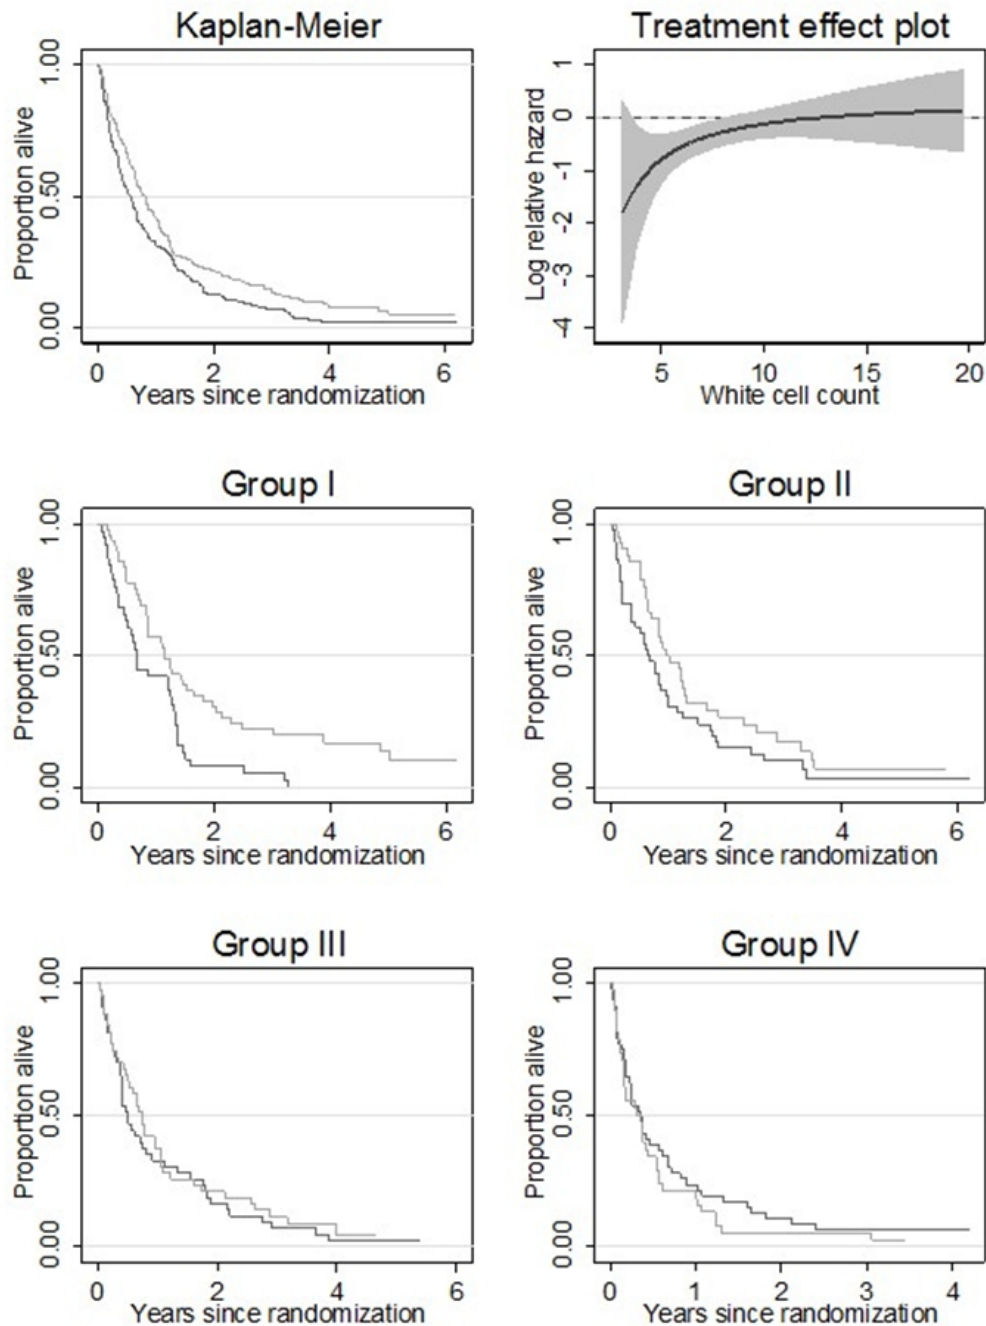 Kaplan-Meier
Proportion alive
1.00
0.50
0.00
0 2 4 6
Years since randomization
Treatment effect plot
Log relative hazard
1
0
-1
-2
-3
-4
5 10 15 20
White cell count
Group I
Proportion alive
1.00
0.50
0.00
0 2 4 6
Years since randomization
Group II
Proportion alive
1.00
0.50
0.00
0 2 4 6
Years since randomization
Group III
Proportion alive
1.00
0.50
0.00
0 2 4 6
Years since randomization
Group IV
Proportion alive
1.00
0.50
0.00
0 1 2 3 4
Years since randomization